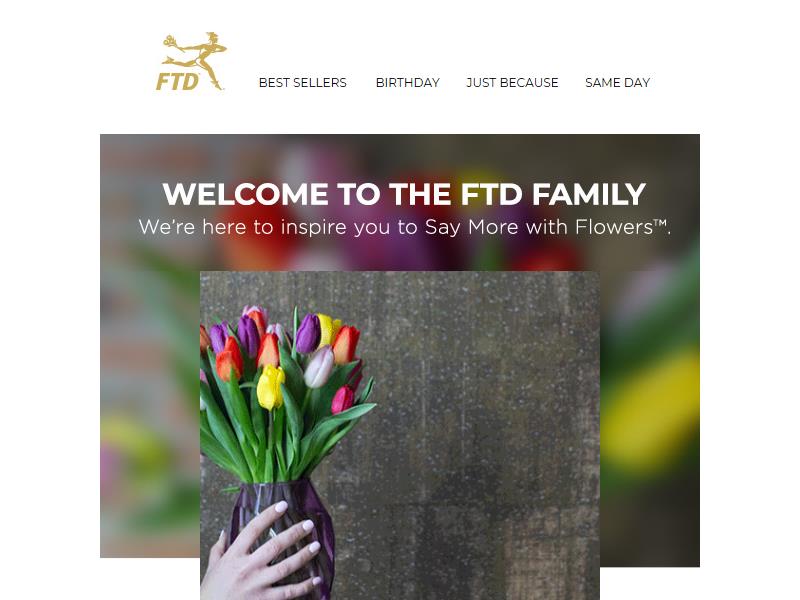 FTD
BEST SELLERS BIRTHDAY JUST BECAUSE SAME DAY
WELCOME TO THE FTD FAMILY
We're here to inspire you to Say More with Flowers™.